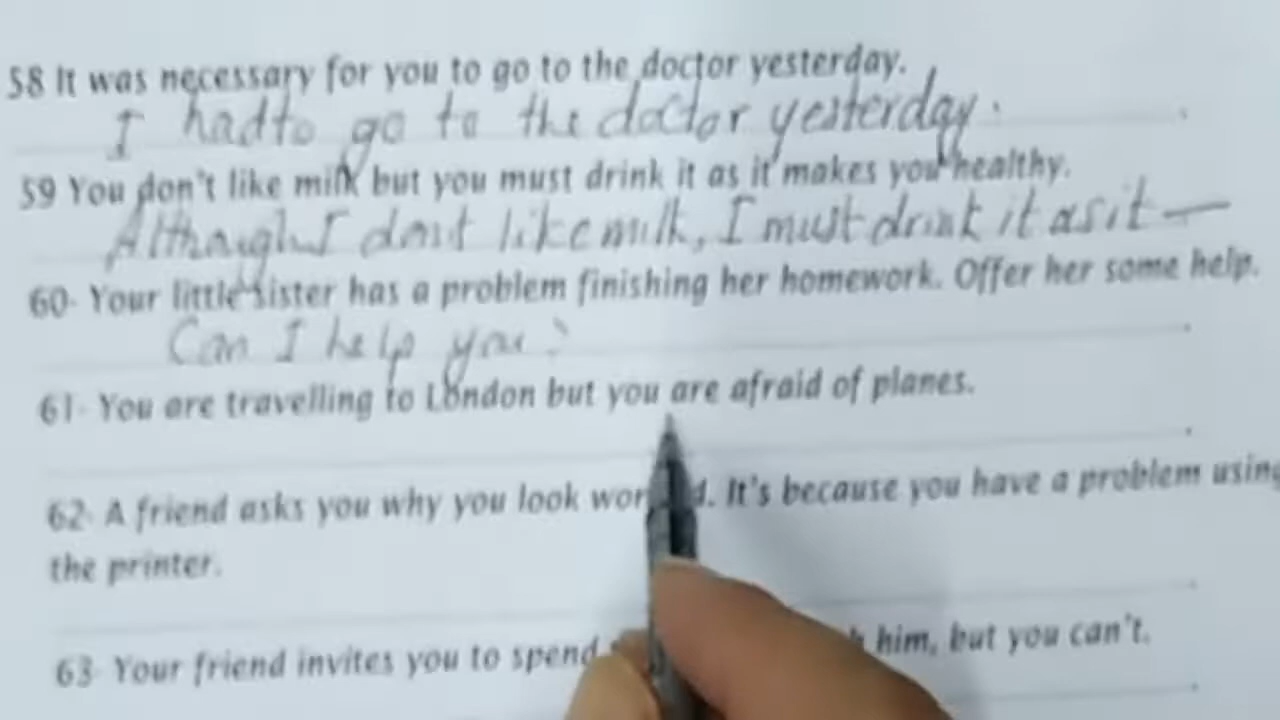 58 It was necessary for you to go to the doctor yesterday.
I had to go to the doctor yesterday.
59 You don't like milk but you must drink it as it makes you healthy.
Although I don't like milk, I must drink it as it —
60- Your little sister has a problem finishing her homework. Offer her some help.
Can I help you?
61- You are travelling to London but you are afraid of planes.
62- A friend asks you why you look It's because you have a problem using
the printer.
63- Your friend invites you to spend him, but you can't.